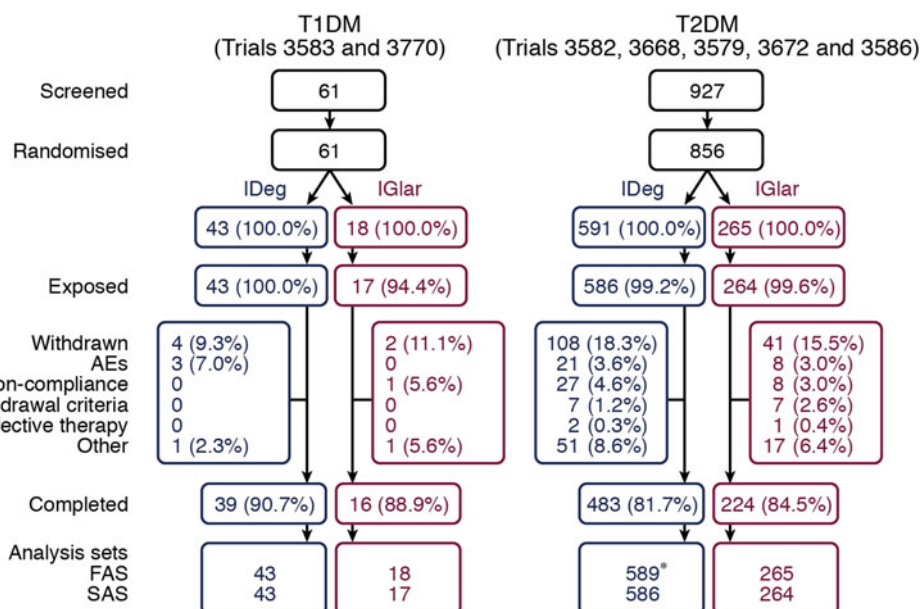 T1DM
(Trials 3583 and 3770)
T2DM
(Trials 3582, 3668, 3579, 3672 and 3586)
Screened 61 927
Randomised 61 856
IDeg IGlar IDeg IGlar
43 (100.0%) 18 (100.0%) 591 (100.0%) 265 (100.0%)
Exposed 43 (100.0%) 17 (94.4%) 586 (99.2%) 264 (99.6%)
Withdrawn 4 (9.3%) 2 (11.1%) 108 (18.3%) 41 (15.5%)
AEs 3 (7.0%) 0 21 (3.6%) 8 (3.0%)
on-compliance 0 1 (5.6%) 27 (4.6%) 8 (3.0%)
drawal criteria 0 0 7 (1.2%) 7 (2.6%)
ective therapy 0 0 2 (0.3%) 1 (0.4%)
Other 1 (2.3%) 1 (5.6%) 51 (8.6%) 17 (6.4%)
Completed 39 (90.7%) 16 (88.9%) 483 (81.7%) 224 (84.5%)
Analysis sets
FAS 43 18 589* 265
SAS 43 17 586 264